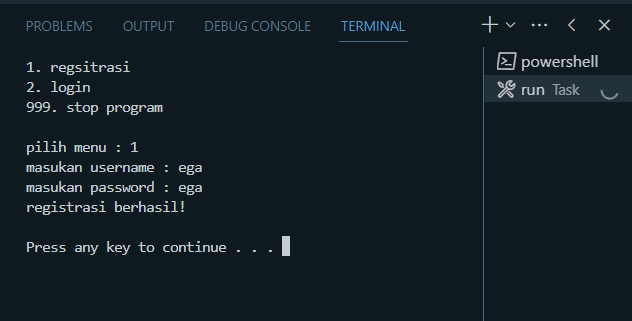 PROBLEMS OUTPUT DEBUG CONSOLE TERMINAL
1. regsitrasi
2. login
999. stop program
pilih menu : 1
masukan username : ega
masukan password : ega
registrasi berhasil!
Press any key to continue . . .
powershell
run Task